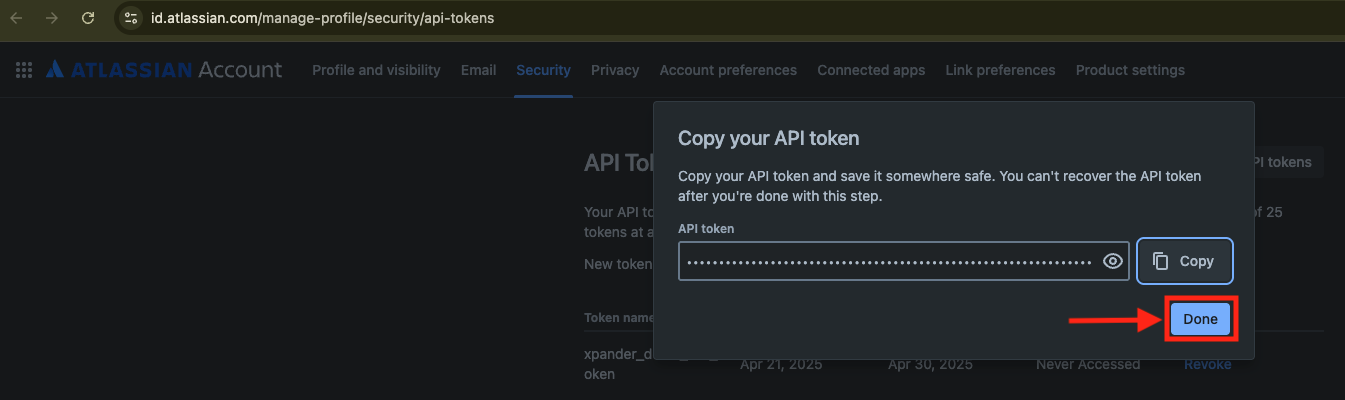 id.atlassian.com/manage-profile/security/api-tokens
ATLASSIAN Account Profile and visibility Email Security Privacy Account preferences Connected apps Link preferences Product settings
Copy your API token
API To
PI tokens
Copy your API token and save it somewhere safe. You can't recover the API token
after you're done with this step.
Your API to
of 25
tokens at a
API token
New token
Copy
Done
Token name
xpander_d
oken
Apr 21, 2025 Apr 30, 2025 Never Accessed Revoke